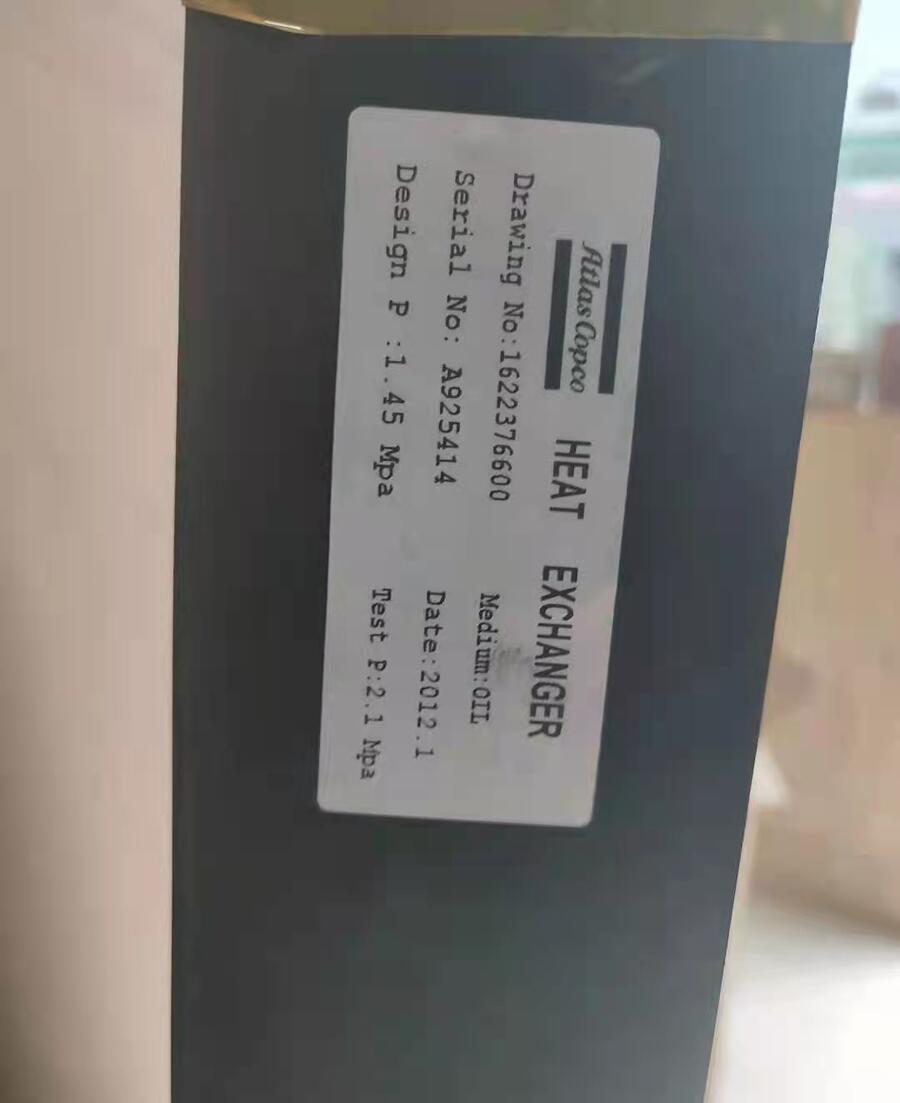 Atlas Copco HEAT EXCHANGER
Drawing No:1622376600 Medium:OIL
Serial No: A925414 Date:2012.1
Design P :1.45 Mpa Test P:2.1 Mpa